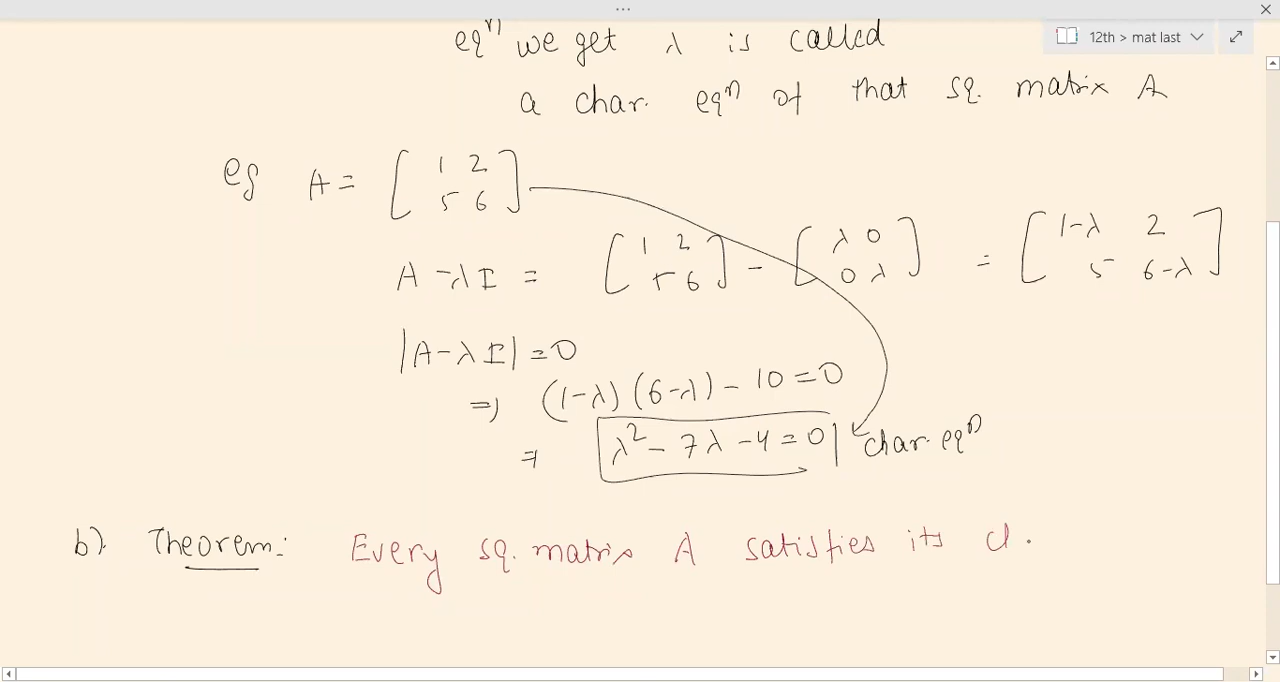 12th > mat last
eqⁿ we get λ is called
a char. eqⁿ of that sq. matrix A
eg A = [ 1 2 5 6 ]
A - λI = [ 1 2 5 6 ] - [ λ 0 0 λ ] = [ 1-λ 2 5 6-λ ]
|A-λI| = 0
⇒ (1-λ) (6-λ) - 10 = 0
⇒ λ² - 7λ - 4 = 0 char. eqⁿ
b). Theorem: Every sq. matrix A satisfies its